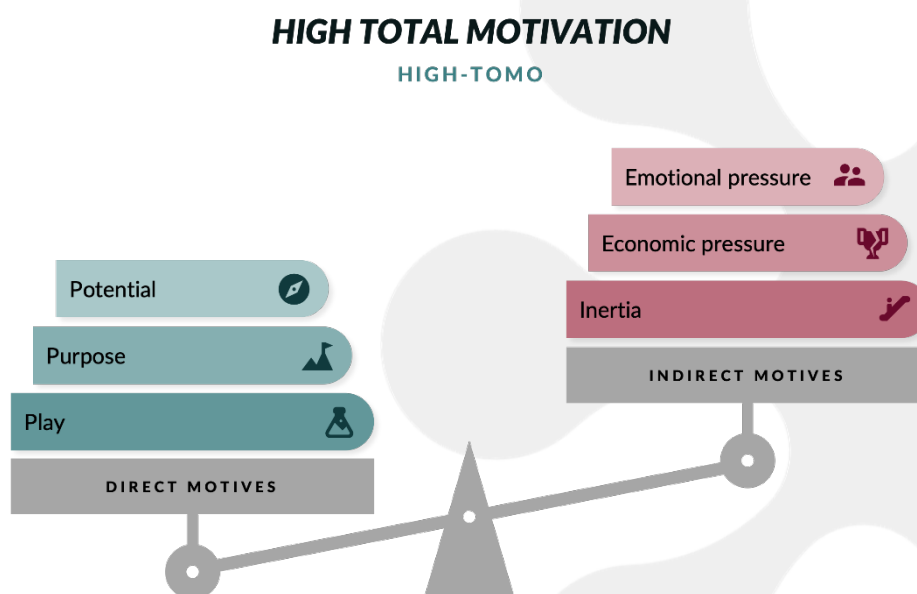 HIGH TOTAL MOTIVATION
HIGH-TOMO
Emotional pressure
Economic pressure
Inertia
INDIRECT MOTIVES
Potential
Purpose
Play
DIRECT MOTIVES